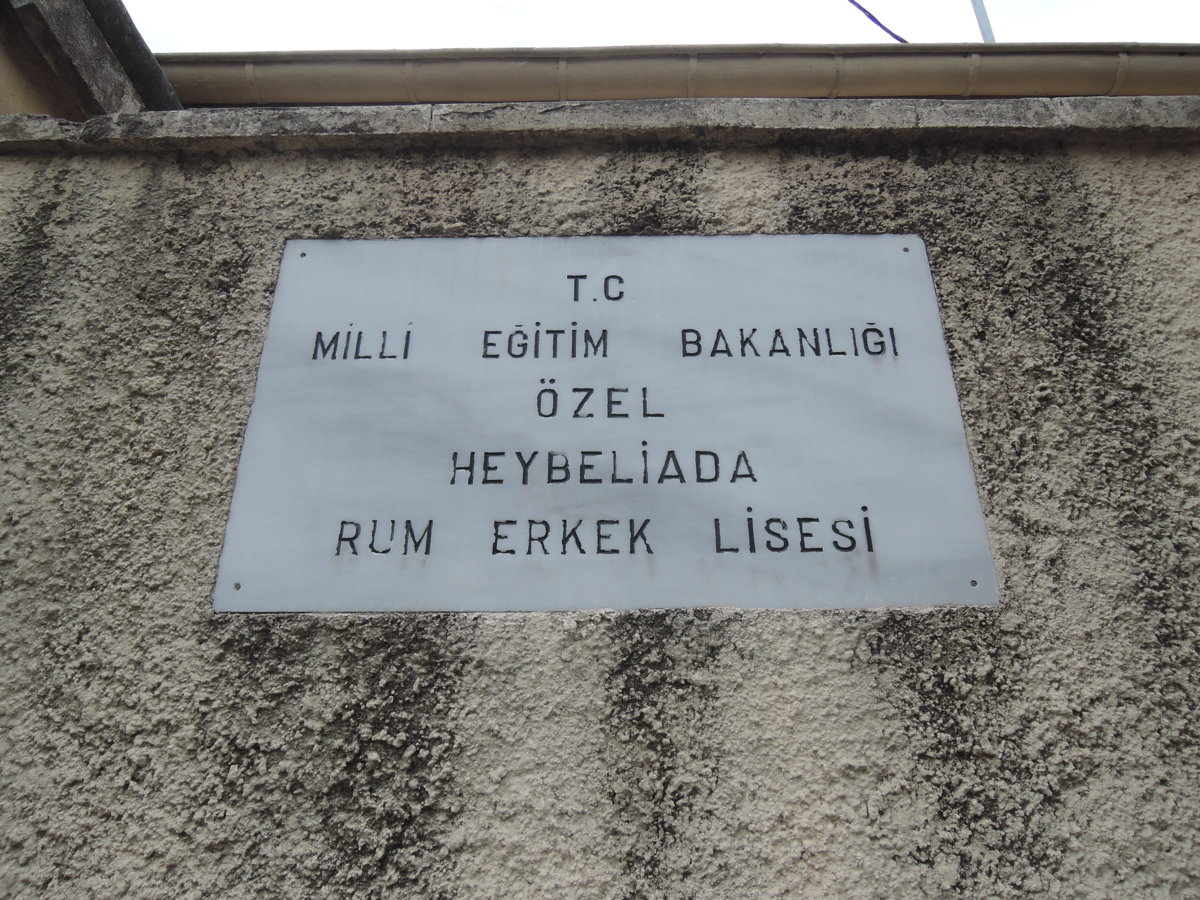 T.C
MİLLİ EĞİTİM BAKANLIĞI
ÖZEL
HEYBELİADA
RUM ERKEK LİSESİ